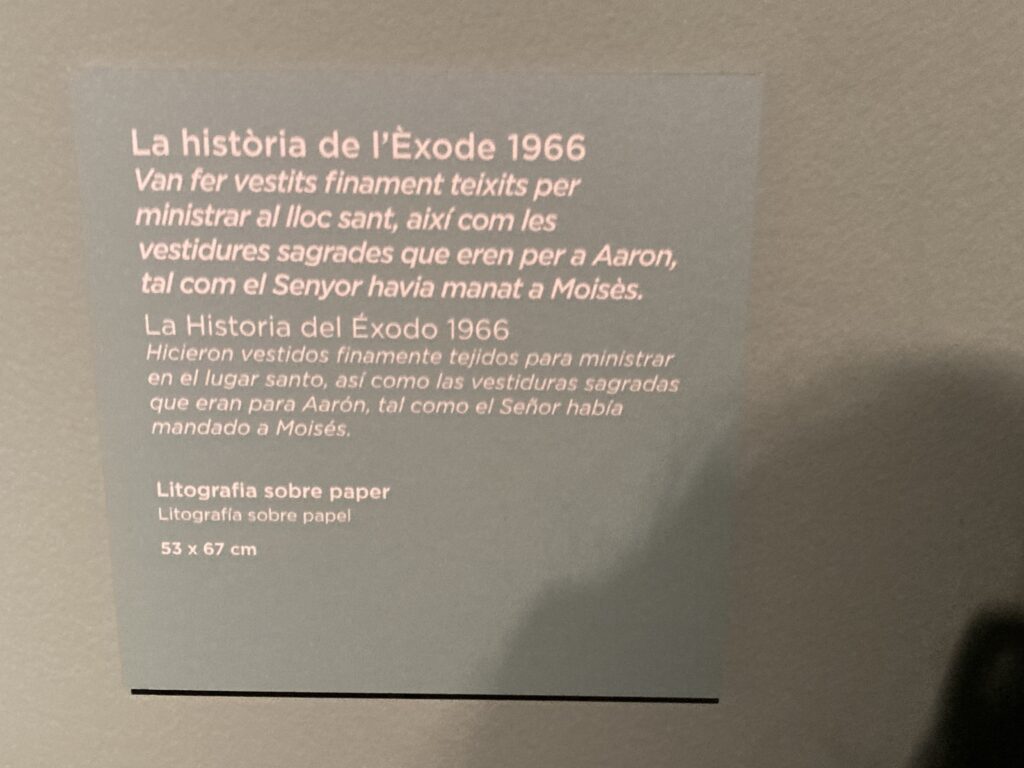 La història de l'Èxode 1966
Van fer vestits finament teixits per
ministrar al lloc sant, així com les
vestidures sagrades que eren per a Aaron,
tal com el Senyor havia manat a Moisès.
La Historia del Éxodo 1966
Hicieron vestidos finamente tejidos para ministrar
en el lugar santo, así como las vestiduras sagradas
que eran para Aarón, tal como el Señor había
mandado a Moisés.
Litografia sobre paper
Litografía sobre papel
53 x 67 cm